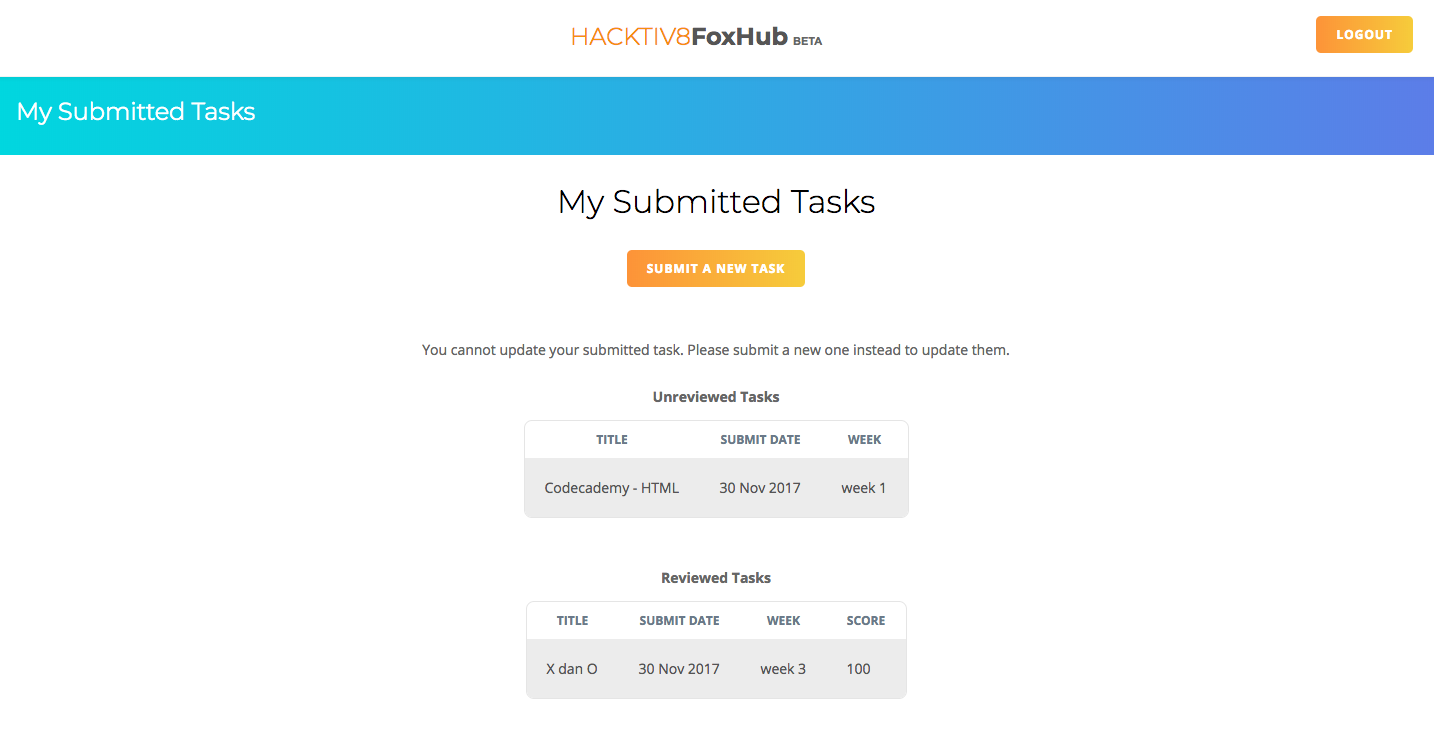 HACKTIV8FoxHub BETA
LOGOUT
My Submitted Tasks
My Submitted Tasks
SUBMIT A NEW TASK
You cannot update your submitted task. Please submit a new one instead to update them.
Unreviewed Tasks
TITLE SUBMIT DATE WEEK
Codecademy - HTML 30 Nov 2017 week 1
Reviewed Tasks
TITLE SUBMIT DATE WEEK SCORE
X dan O 30 Nov 2017 week 3 100